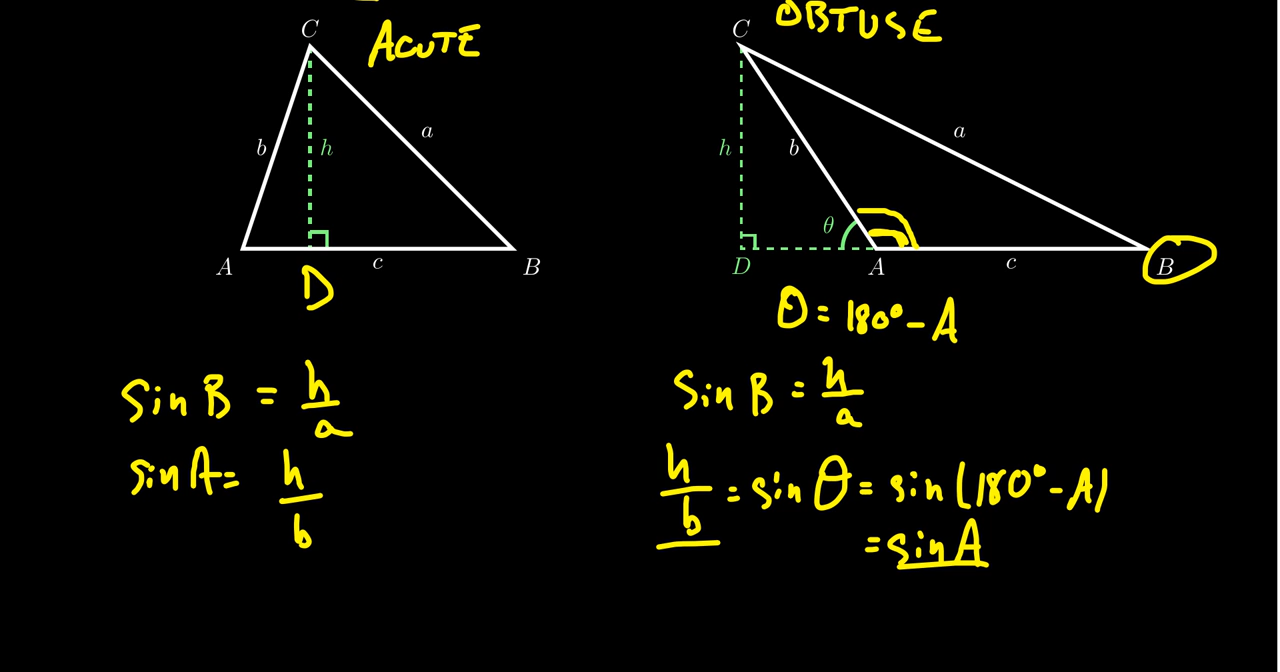 ACUTE
C
b
h
a
A
c
B
D
sin B = h/a
sin A = h/b
OBTUSE
C
h
b
a
θ
D
A
c
B
θ = 180° - A
sin B = h/a
h/b = sin θ = sin(180° - A)
= sin A